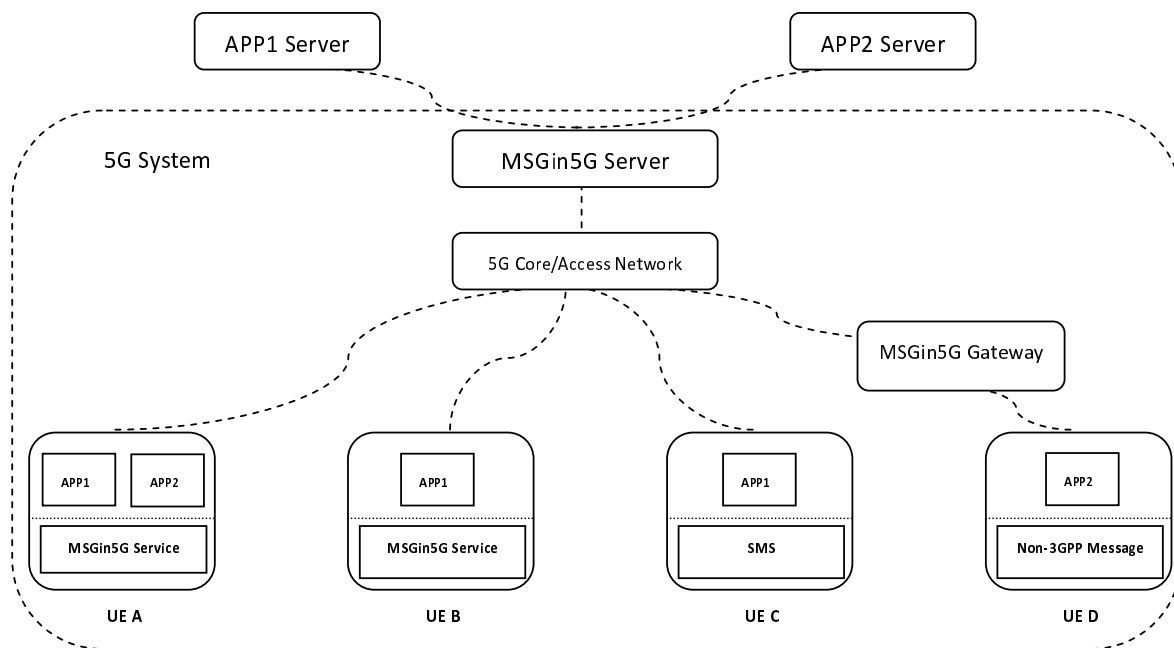 APP1 Server
APP2 Server
5G System
MSGin5G Server
5G Core/Access Network
MSGin5G Gateway
APP1
APP2
APP1
APP1
APP2
MSGin5G Service
MSGin5G Service
SMS
Non-3GPP Message
UE A
UE B
UE C
UE D